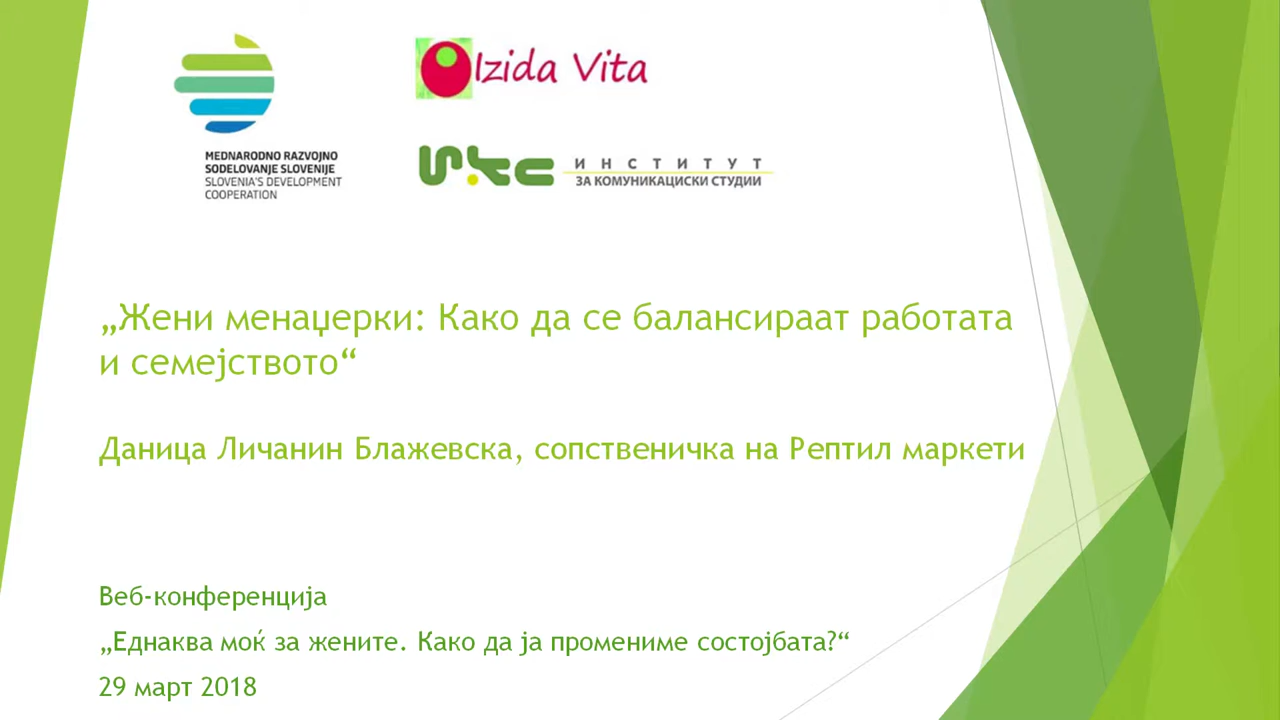 MEDNARODNO RAZVOJNO
SODELOVANJE SLOVENIJE
SLOVENIA'S DEVELOPMENT
COOPERATION
Izida Vita
ИНСТИТУТ
ЗА КОМУНИКАЦИСКИ СТУДИИ
„Жени менаџерки: Како да се балансираат работата
и семејството“
Даница Личанин Блажевска, сопственичка на Рептил маркети
Веб-конференција
„Еднаква моќ за жените. Како да ја промениме состојбата?“
29 март 2018